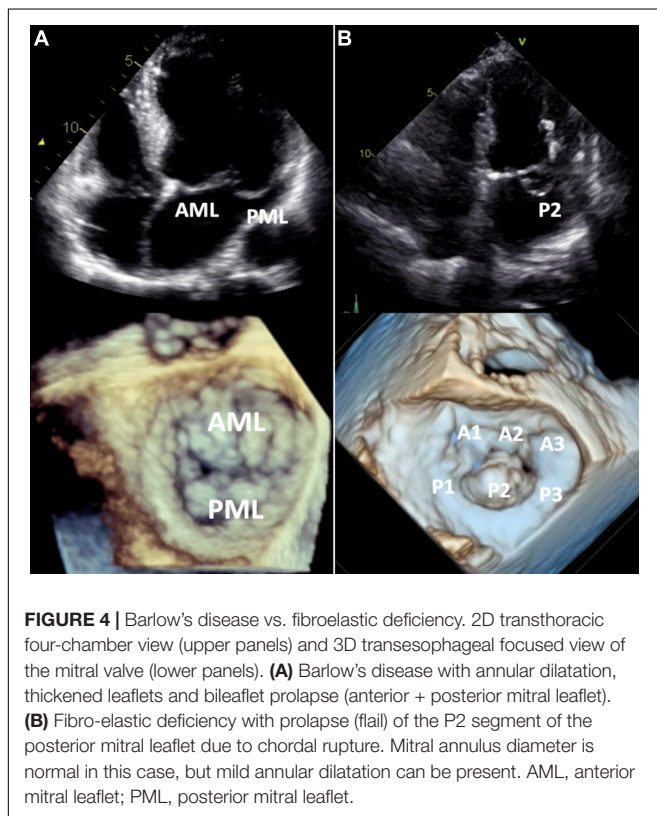 A
B
V
5
5
10
10
AML
PML
P2
AML
PML
A1
A2
A3
P1
P2
P3
FIGURE 4 | Barlow's disease vs. fibroelastic deficiency. 2D transthoracic
four-chamber view (upper panels) and 3D transesophageal focused view of
the mitral valve (lower panels). (A) Barlow's disease with annular dilatation,
thickened leaflets and bileaflet prolapse (anterior + posterior mitral leaflet).
(B) Fibro-elastic deficiency with prolapse (flail) of the P2 segment of the
posterior mitral leaflet due to chordal rupture. Mitral annulus diameter is
normal in this case, but mild annular dilatation can be present. AML, anterior
mitral leaflet; PML, posterior mitral leaflet.